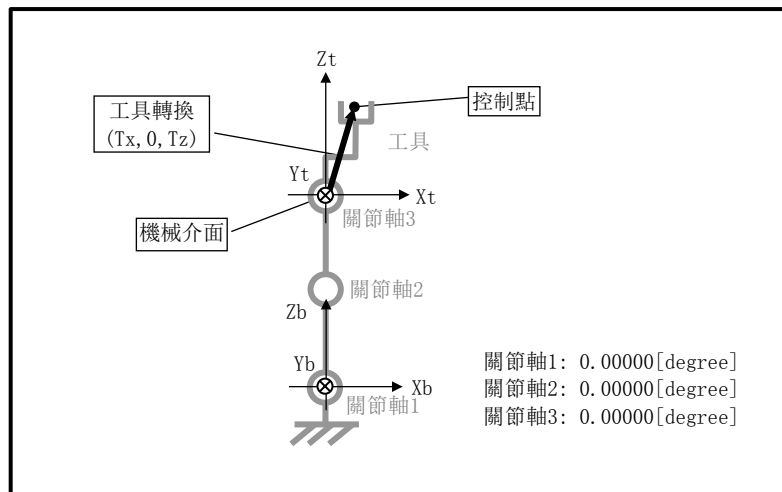 Zt
工具轉換
(Tx,0,Tz)
控制點
工具
Yt
Xt
關節軸3
機械介面
關節軸2
Zb
Yb
Xb
關節軸1
關節軸1: 0.00000[degree]
關節軸2: 0.00000[degree]
關節軸3: 0.00000[degree]